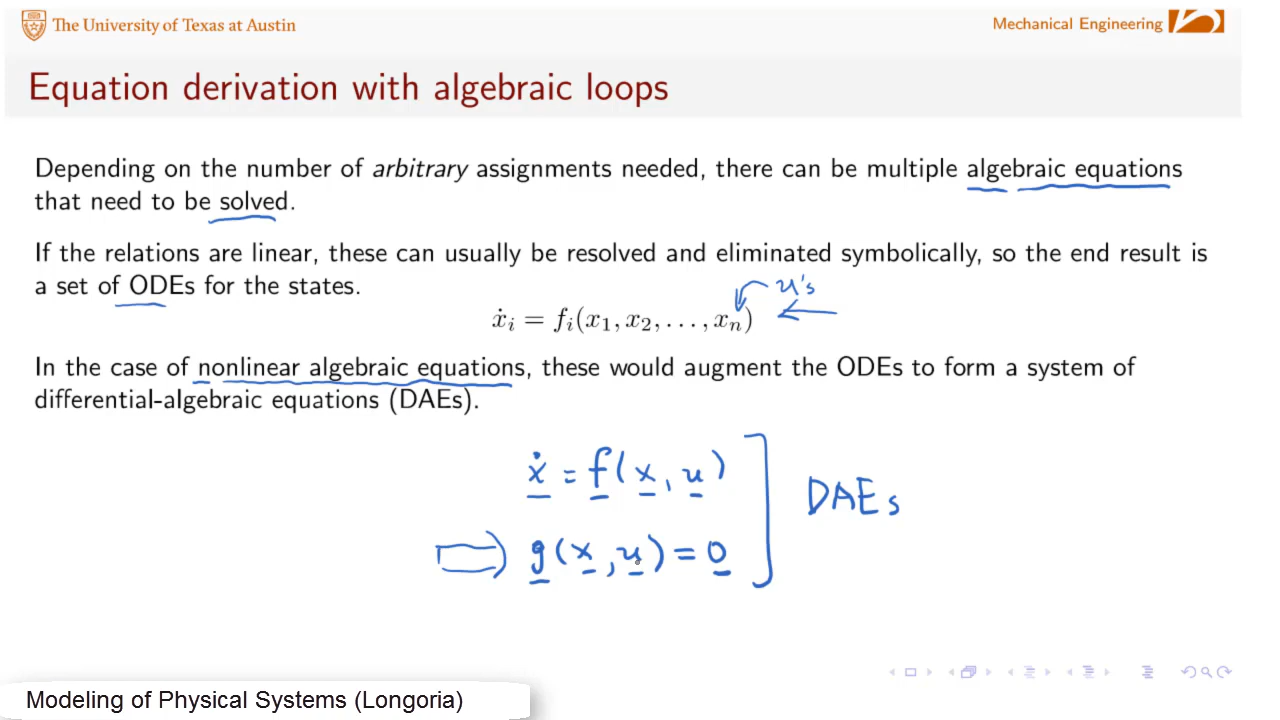 The University of Texas at Austin
Mechanical Engineering
Equation derivation with algebraic loops
Depending on the number of arbitrary assignments needed, there can be multiple algebraic equations
that need to be solved.
If the relations are linear, these can usually be resolved and eliminated symbolically, so the end result is
a set of ODEs for the states.
u's
ẋᵢ = fᵢ(x₁, x₂, . . . , xₙ)
In the case of nonlinear algebraic equations, these would augment the ODEs to form a system of
differential-algebraic equations (DAEs).
ẋ = f(x, u)
DAEs
g(x, u) = 0
Modeling of Physical Systems (Longoria)